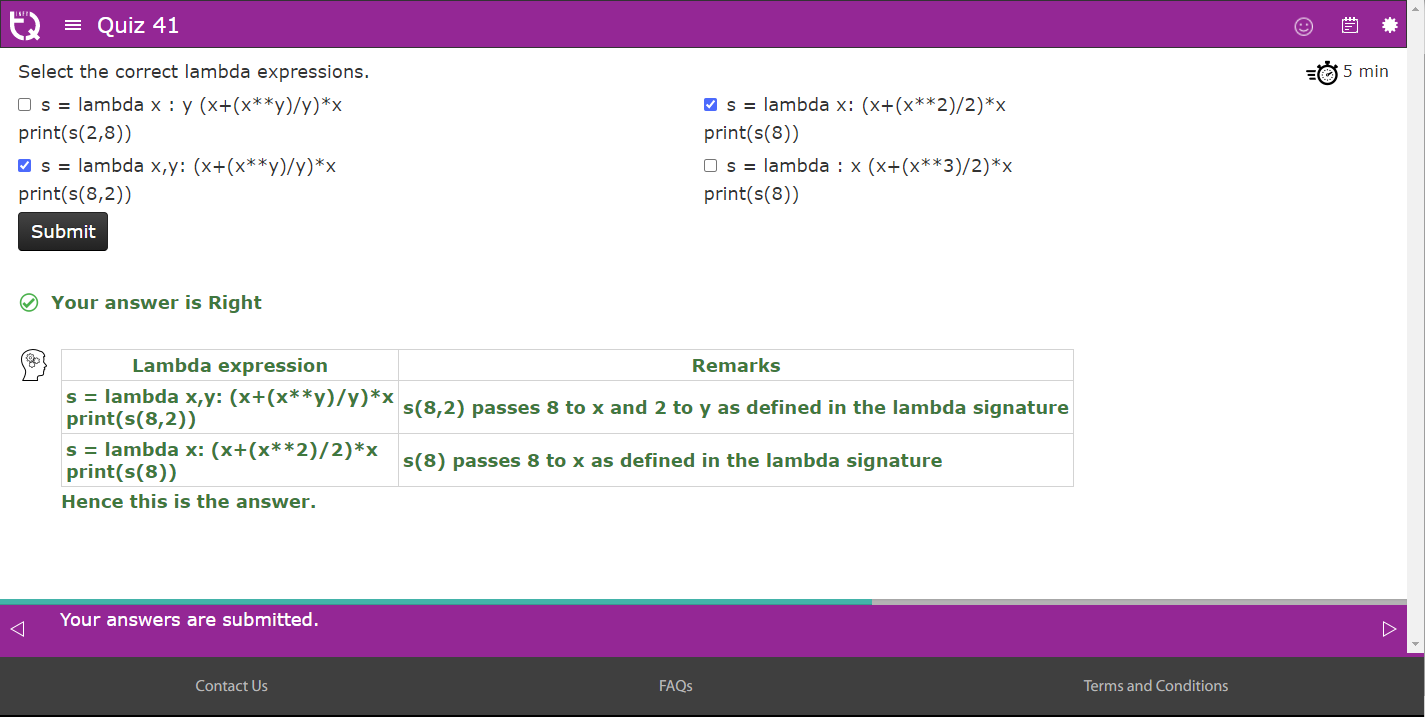 Quiz 41
Select the correct lambda expressions.
5 min
s = lambda x : y (x+(x**y)/y)*x
print(s(2,8))
s = lambda x: (x+(x**2)/2)*x
print(s(8))
s = lambda x,y: (x+(x**y)/y)*x
print(s(8,2))
s = lambda : x (x+(x**3)/2)*x
print(s(8))
Submit
Your answer is Right
Lambda expression
Remarks
s = lambda x,y: (x+(x**y)/y)*x
print(s(8,2))
s(8,2) passes 8 to x and 2 to y as defined in the lambda signature
s = lambda x: (x+(x**2)/2)*x
print(s(8))
s(8) passes 8 to x as defined in the lambda signature
Hence this is the answer.
Your answers are submitted.
Contact Us
FAQs
Terms and Conditions